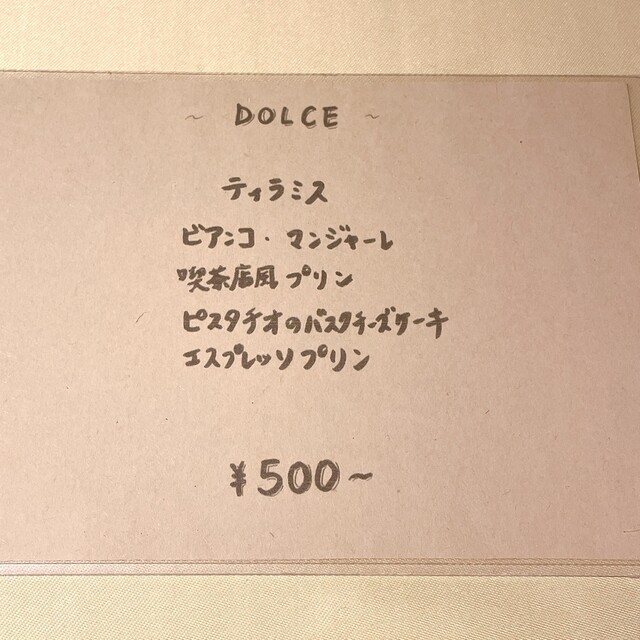 ~ DOLCE ~
ティラミス
ビアンコ・マンジャーレ
喫茶店風プリン
ピスタチオのバスクチーズケーキ
エスプレッソプリン
¥500~